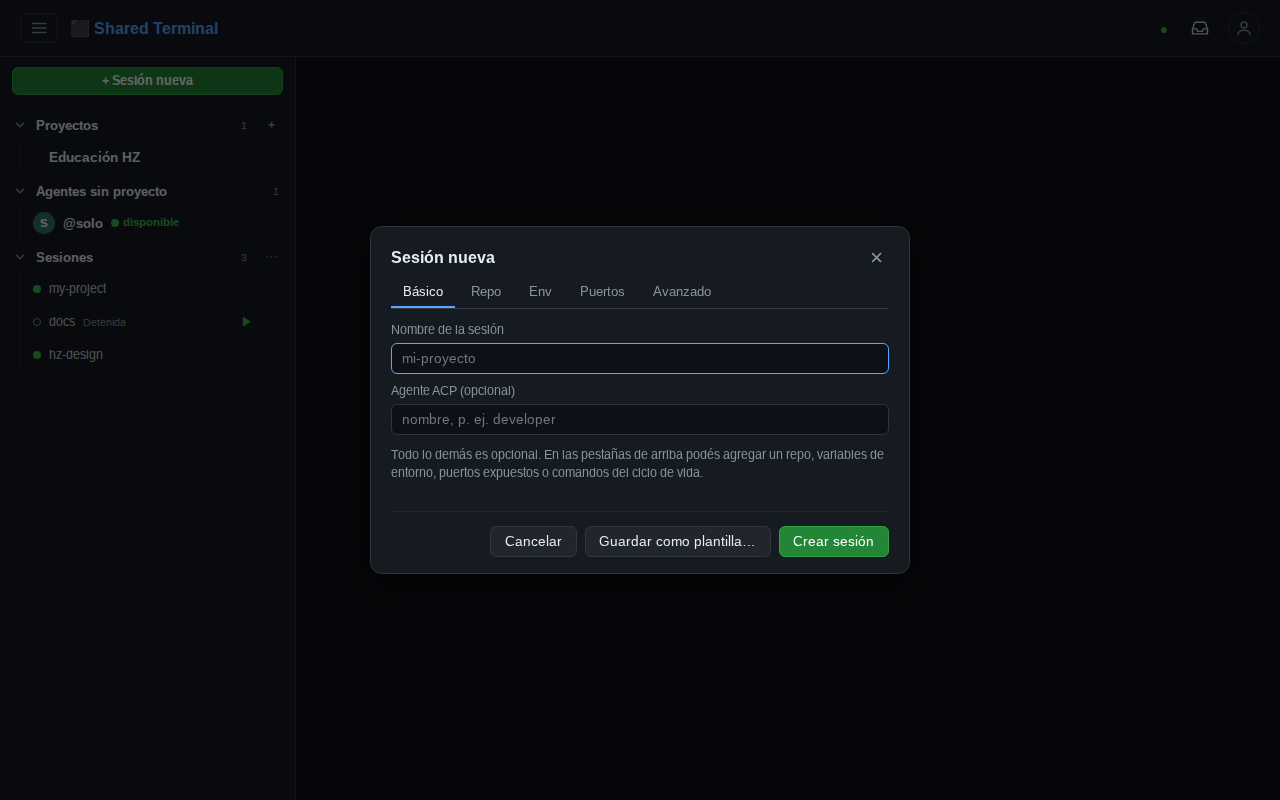 Shared Terminal
+ Sesión nueva
Proyectos 1 +
Educación HZ
Agentes sin proyecto 1
S @solo disponible
Sesiones 3 ...
my-project
docs Detenida
hz-design
Sesión nueva
Básico Repo Env Puertos Avanzado
Nombre de la sesión
mi-proyecto
Agente ACP (opcional)
nombre, p. ej. developer
Todo lo demás es opcional. En las pestañas de arriba podés agregar un repo, variables de
entorno, puertos expuestos o comandos del ciclo de vida.
Cancelar Guardar como plantilla… Crear sesión